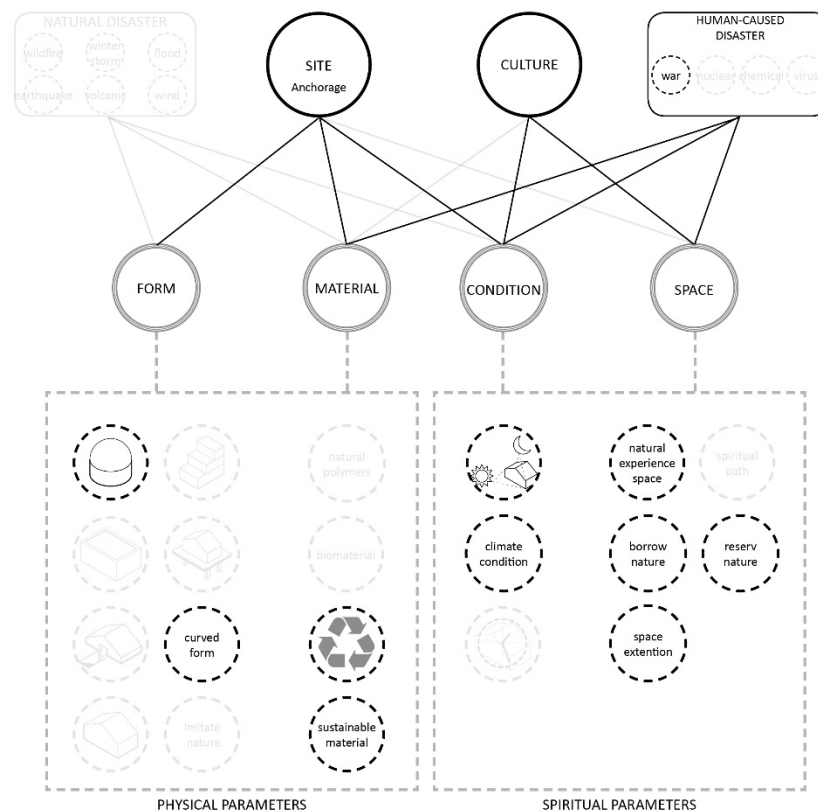 NATURAL DISASTER
wildfire
winter
storm
flood
earthquake
volcanic
wind
SITE
Anchorage
CULTURE
HUMAN-CAUSED
DISASTER
war
nuclear
chemical
virus
FORM
MATERIAL
CONDITION
SPACE
natural
polymers
biomaterial
curved
form
imitate
nature
sustainable
material
natural
experience
space
spiritual
path
climate
condition
borrow
nature
reserv
nature
space
extention
PHYSICAL PARAMETERS
SPIRITUAL PARAMETERS